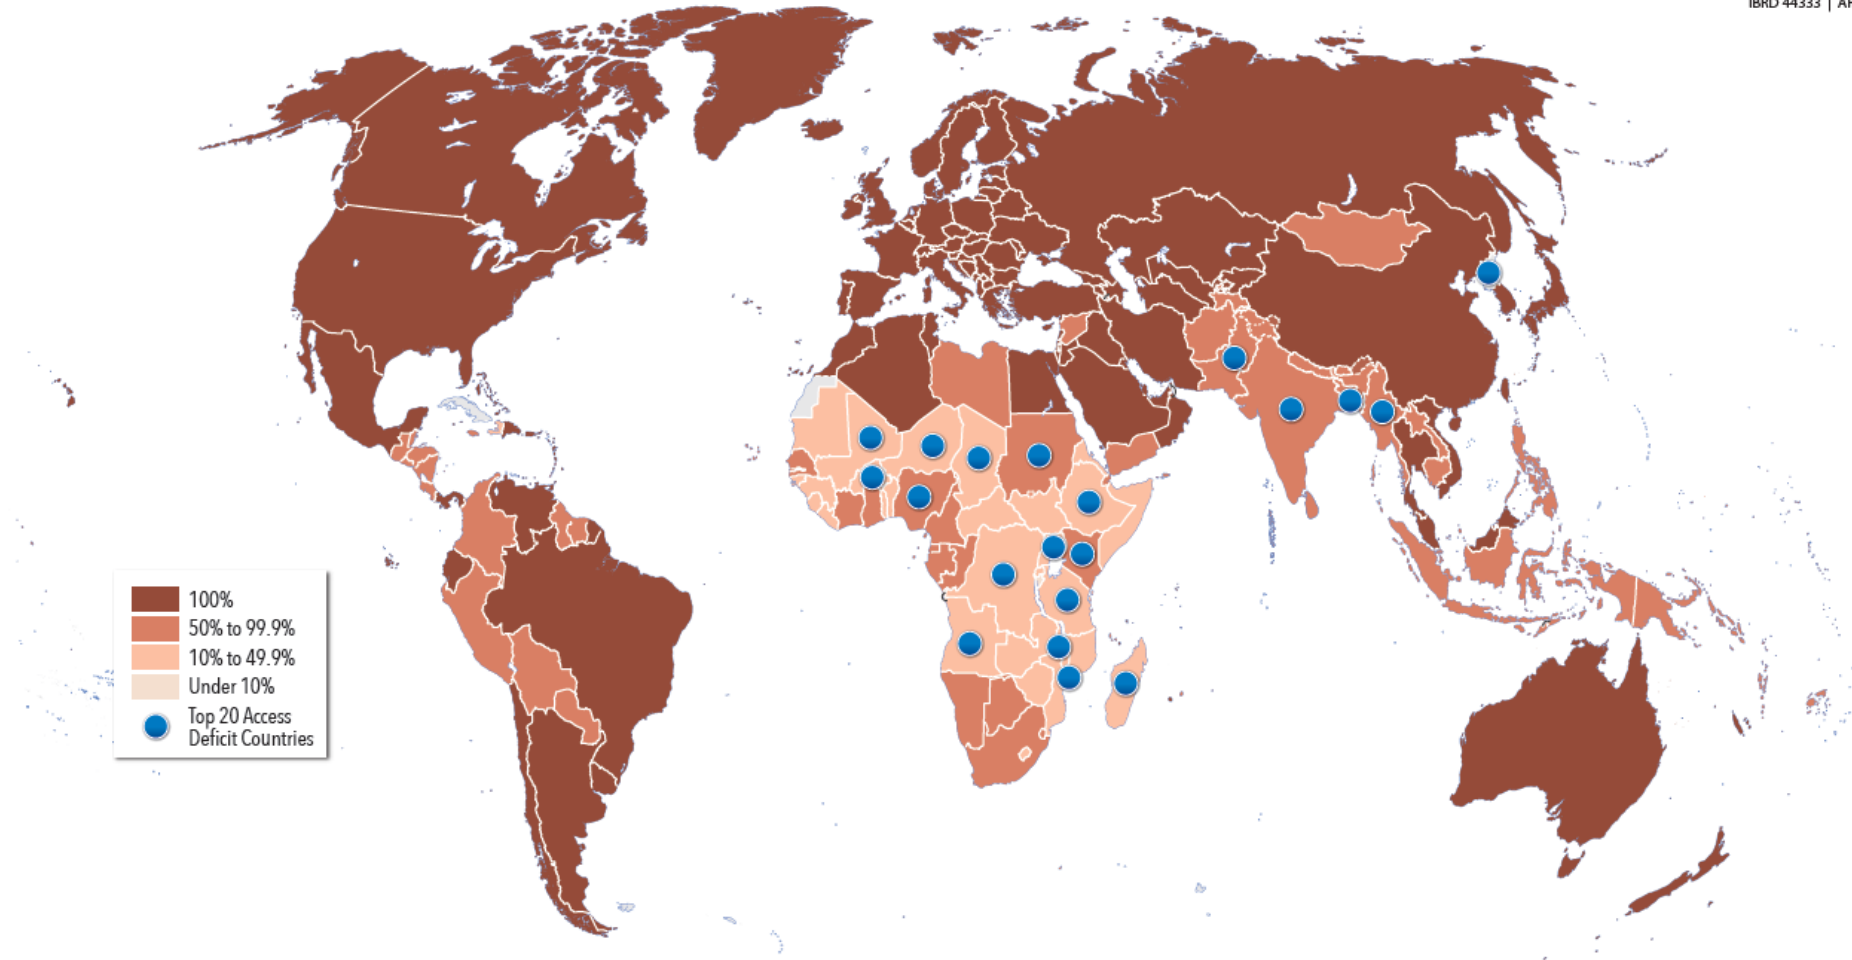 IBRD 44333 |
100%
50% to 99.9%
10% to 49.9%
Under 10%
Top 20 Access
Deficit Countries